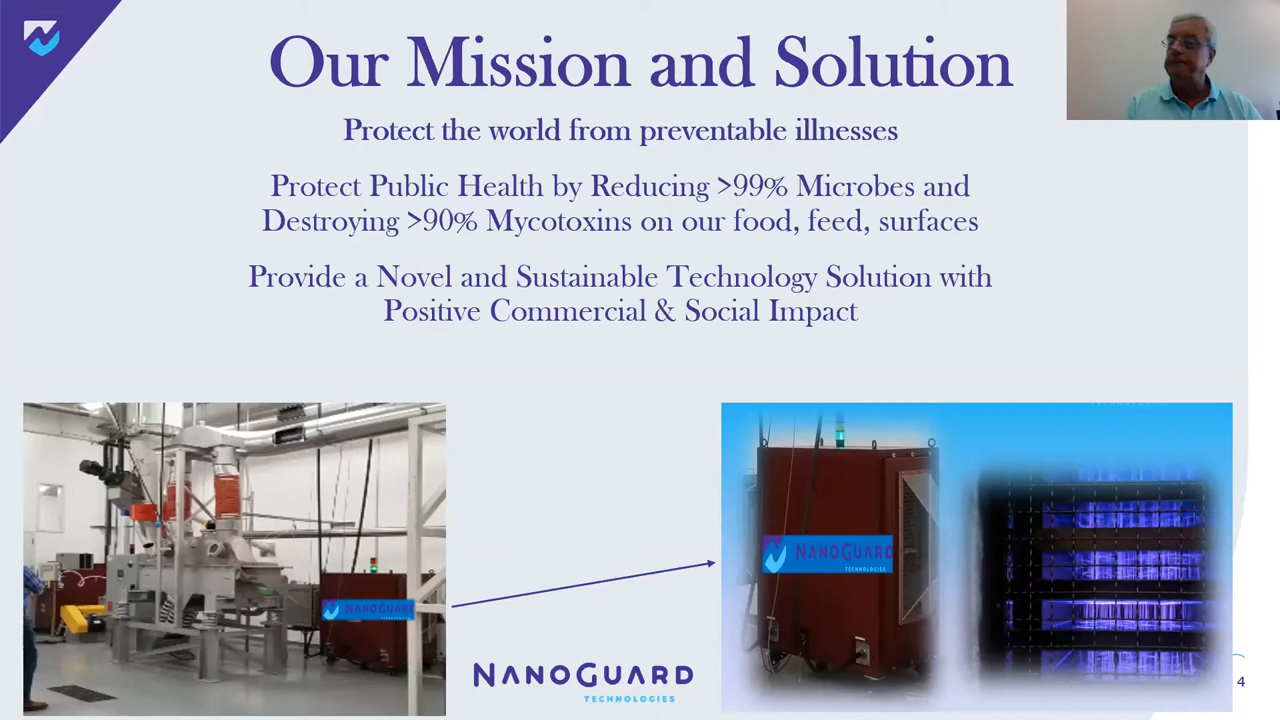 Our Mission and Solution
Protect the world from preventable illnesses
Protect Public Health by Reducing >99% Microbes and
Destroying >90% Mycotoxins on our food, feed, surfaces
Provide a Novel and Sustainable Technology Solution with
Positive Commercial & Social Impact
NANOGUARD
NANOGUARD
TECHNOLOGIES
NANOGUARD
TECHNOLOGIES
4